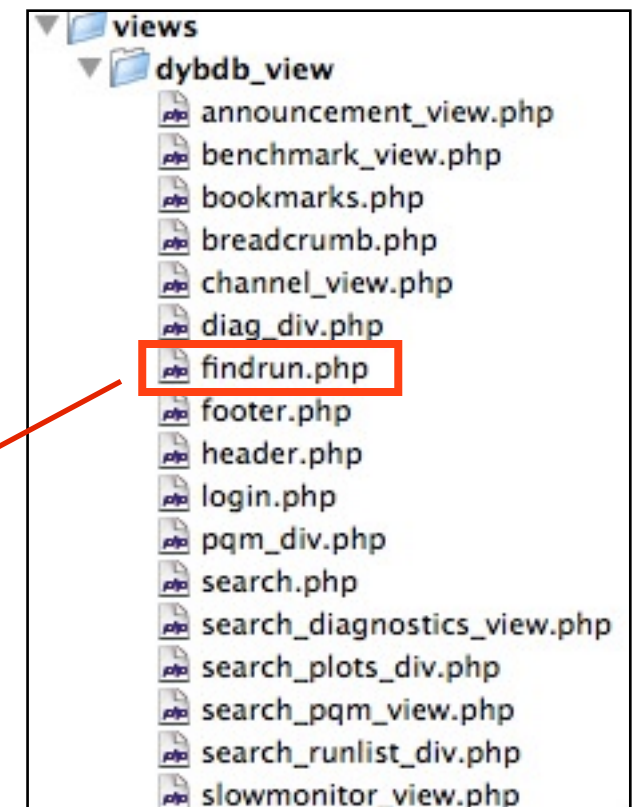 views
dybdb_view
announcement_view.php
benchmark_view.php
bookmarks.php
breadcrumb.php
channel_view.php
diag_div.php
findrun.php
footer.php
header.php
login.php
pqm_div.php
search.php
search_diagnostics_view.php
search_plots_div.php
search_pqm_view.php
search_runlist_div.php
slowmonitor_view.php